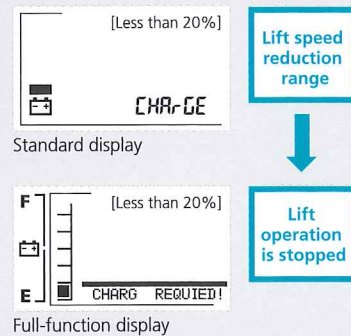 [Less than 20%]
CHArGE
Standard display
Lift speed
reduction
range
F
[Less than 20%]
E
CHARG REQUIED!
Full-function display
Lift
operation
is stopped